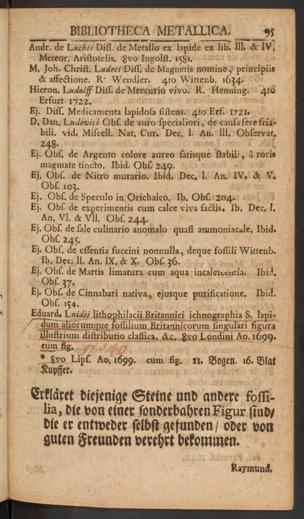 BIBLIOTHECA METALLICA. 95
Andr. de Luchis Diss. de Metallo ex lapide ex lib. III. & IV.
Meteor. Aristotelis, 8vo Ingolst. 1581.
M. Joh. Christ. Luderi Diss. de Magnetis nomine, principiis
& affectione. R. Wendler. 4to Wittenb. 1634.
Hieron. Ludolff Diss. de Mercurio vivo. R. Henning. 4to
Erfurt 1722.
Ej. Diss. Medicamenta lapidosa sistens. 4to Erf. 1721.
D. Dan. Ludovici Obs. de auro speciliori, de causa fere fria-
bili. vid. Miscell. Nat. Cur. Dec. I. An. III. Observat.
248.
Ej. Obs. de Argento colore aureo satisque stabili, à roris
magnate tincto. Ibid. Obs. 249.
Ej. Obs. de Nitro murario. Ibid. Dec. I. An. IV. & V.
Obs. 103.
Ej. Obs. de Speculo in Orichalco. Ib. Obs. 204.
Ej. Obs. de experimentis cum calce viva factis. Ib. Dec. I.
An. VI. & VII. Obs. 244.
Ej. Obs. de sale culinario anomalo quasi ammoniacale, Ibid.
Obs. 245.
Ej. Obs. de essentia succini nonnulla, deque fossili Wittenb.
Ib. Dec. II. An. IX. & X. Obs. 36.
Ej. Obs. de Martis limatura cum aqua incalescentia. Ibid.
Obs. 37.
Ej. Obs. de Cinnabari nativa, ejusque purificatione. Ibid.
Obs. 154.
Eduard. Luidii lithophilacii Britannici ichnographia S. lapi-
dum aliorumque fossilium Britannicorum singulari figura
illustrium distributio classica. &c. 8vo Londini Ao. 1699.
cum fig.
* 8vo Lips. Ao. 1699. cum fig. 11. Bogen. 16. Blat
Kupffer.
Erkläret diejenige Steine und andere fossi-
lia, die von einer sonderbahren Figur sind/
die er entweder selbst gefunden/ oder von
guten Freunden verehrt bekommen.
Raymund.